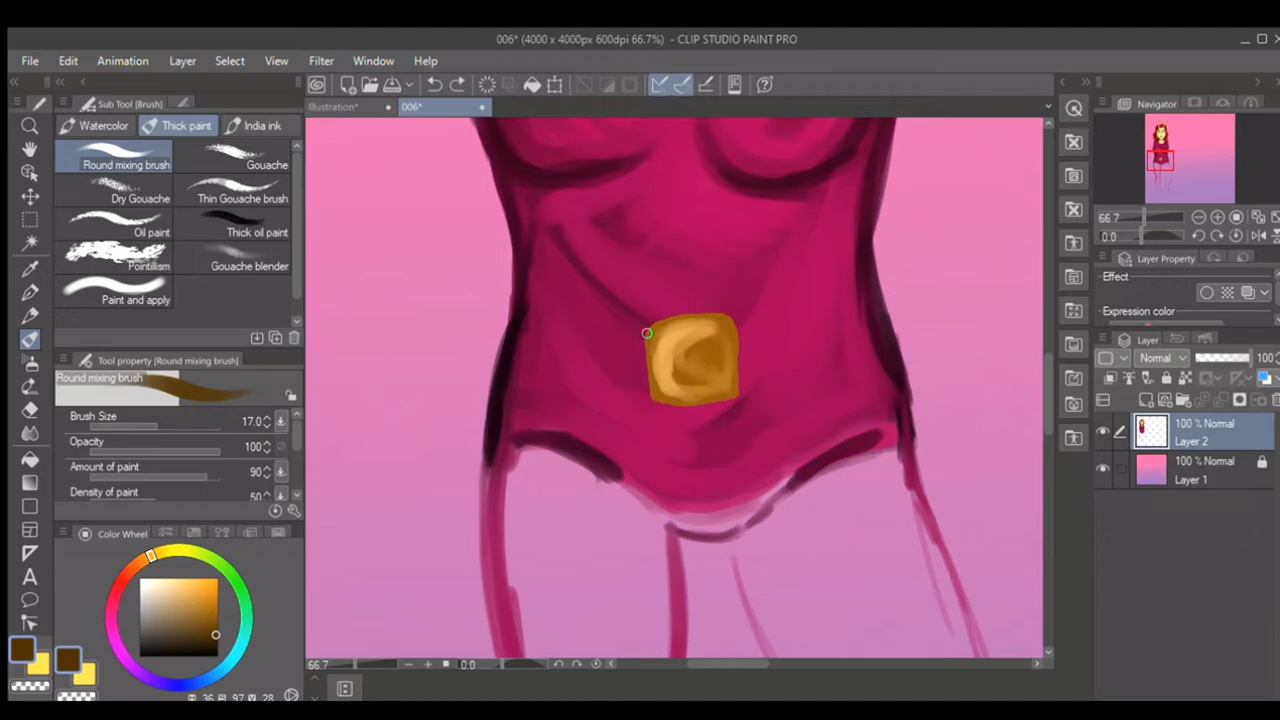 006* (4000 x 4000px 600dpi 66.7%) - CLIP STUDIO PAINT PRO
File Edit Animation Layer Select View Filter Window Help
Sub Tool [Brush]
Illustration* 006*
Navigator
Watercolor Thick paint India ink
Round mixing brush Gouache
Dry Gouache Thin Gouache brush
Oil paint Thick oil paint
Pointillism Gouache blender
Paint and apply
66.7
0.0
Layer Property
Effect
Expression color
Layer
Normal 100
Tool property [Round mixing brush]
Round mixing brush
Brush Size 17.0
Opacity 100
Amount of paint 90
Density of paint 50
100 % Normal
Layer 2
100 % Normal
Layer 1
Color Wheel
A
66.7 0.0
36 S 97 V 28